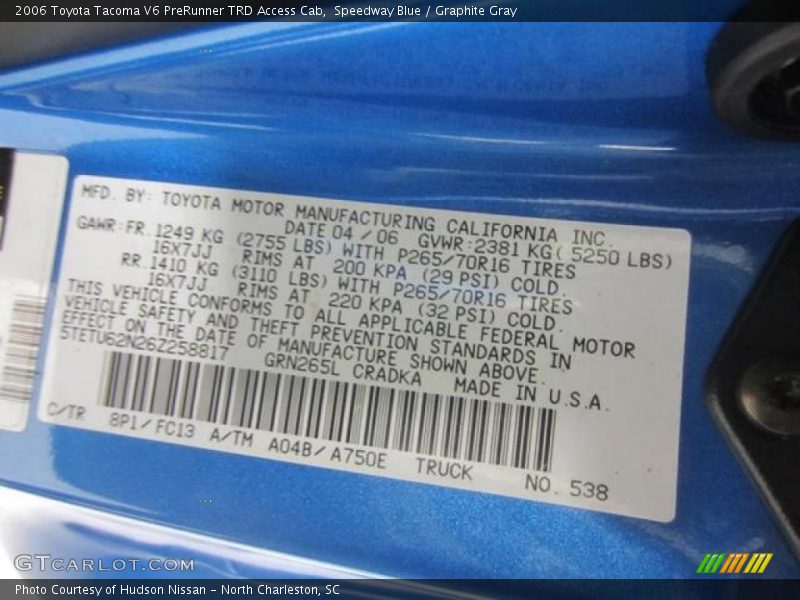 2006 Toyota Tacoma V6 PreRunner TRD Access Cab, Speedway Blue / Graphite Gray
MFD. BY: TOYOTA MOTOR MANUFACTURING CALIFORNIA INC.
DATE 04/06 GVWR:2381 KG(5250 LBS)
GAWR:FR.1249 KG (2755 LBS) WITH P265/70R16 TIRES
16X7JJ RIMS AT 200 KPA (29 PSI) COLD.
RR.1410 KG (3110 LBS) WITH P265/70R16 TIRES
16X7JJ RIMS AT 220 KPA (32 PSI) COLD.
THIS VEHICLE CONFORMS TO ALL APPLICABLE FEDERAL MOTOR
VEHICLE SAFETY AND THEFT PREVENTION STANDARDS IN
EFFECT ON THE DATE OF MANUFACTURE SHOWN ABOVE.
5TETU62N26Z258817 GRN265L CRADKA MADE IN U.S.A.
C/TR 8P1/FC13 A/TM A04B/A750E TRUCK NO. 538
GTCARLOT.COM
Photo Courtesy of Hudson Nissan - North Charleston, SC